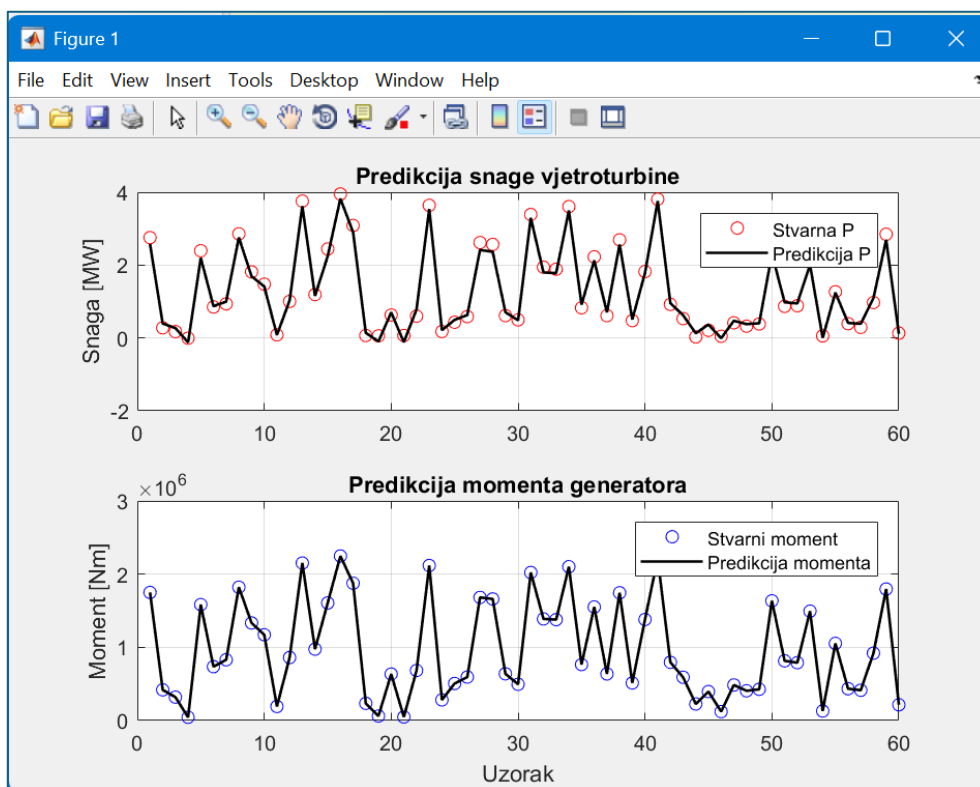 Figure 1
File Edit View Insert Tools Desktop Window Help
Predikcija snage vjetroturbine
Snaga [MW]
4
2
0
-2
Stvarna P
Predikcija P
0 10 20 30 40 50 60
Predikcija momenta generatora
×10^6
Moment [Nm]
3
2
1
0
Stvarni moment
Predikcija momenta
0 10 20 30 40 50 60
Uzorak